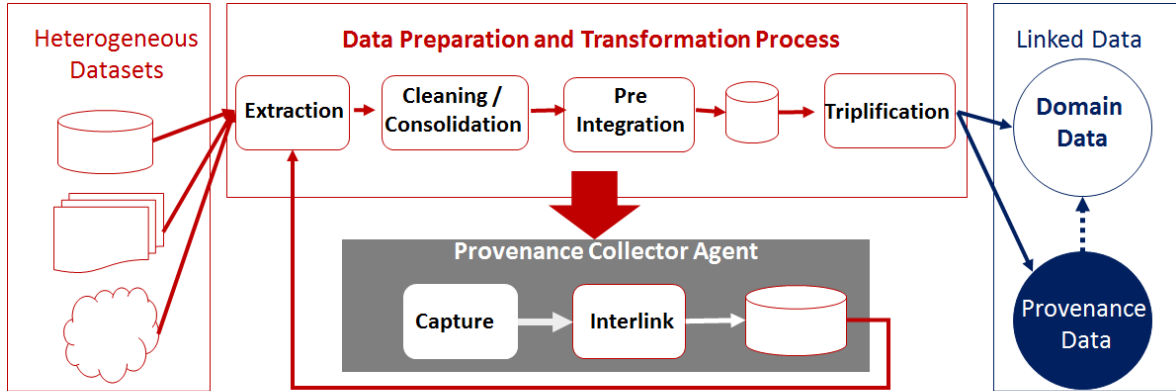 Heterogeneous
Datasets
Data Preparation and Transformation Process
Extraction
Cleaning /
Consolidation
Pre
Integration
Triplification
Provenance Collector Agent
Capture
Interlink
Linked Data
Domain
Data
Provenance
Data